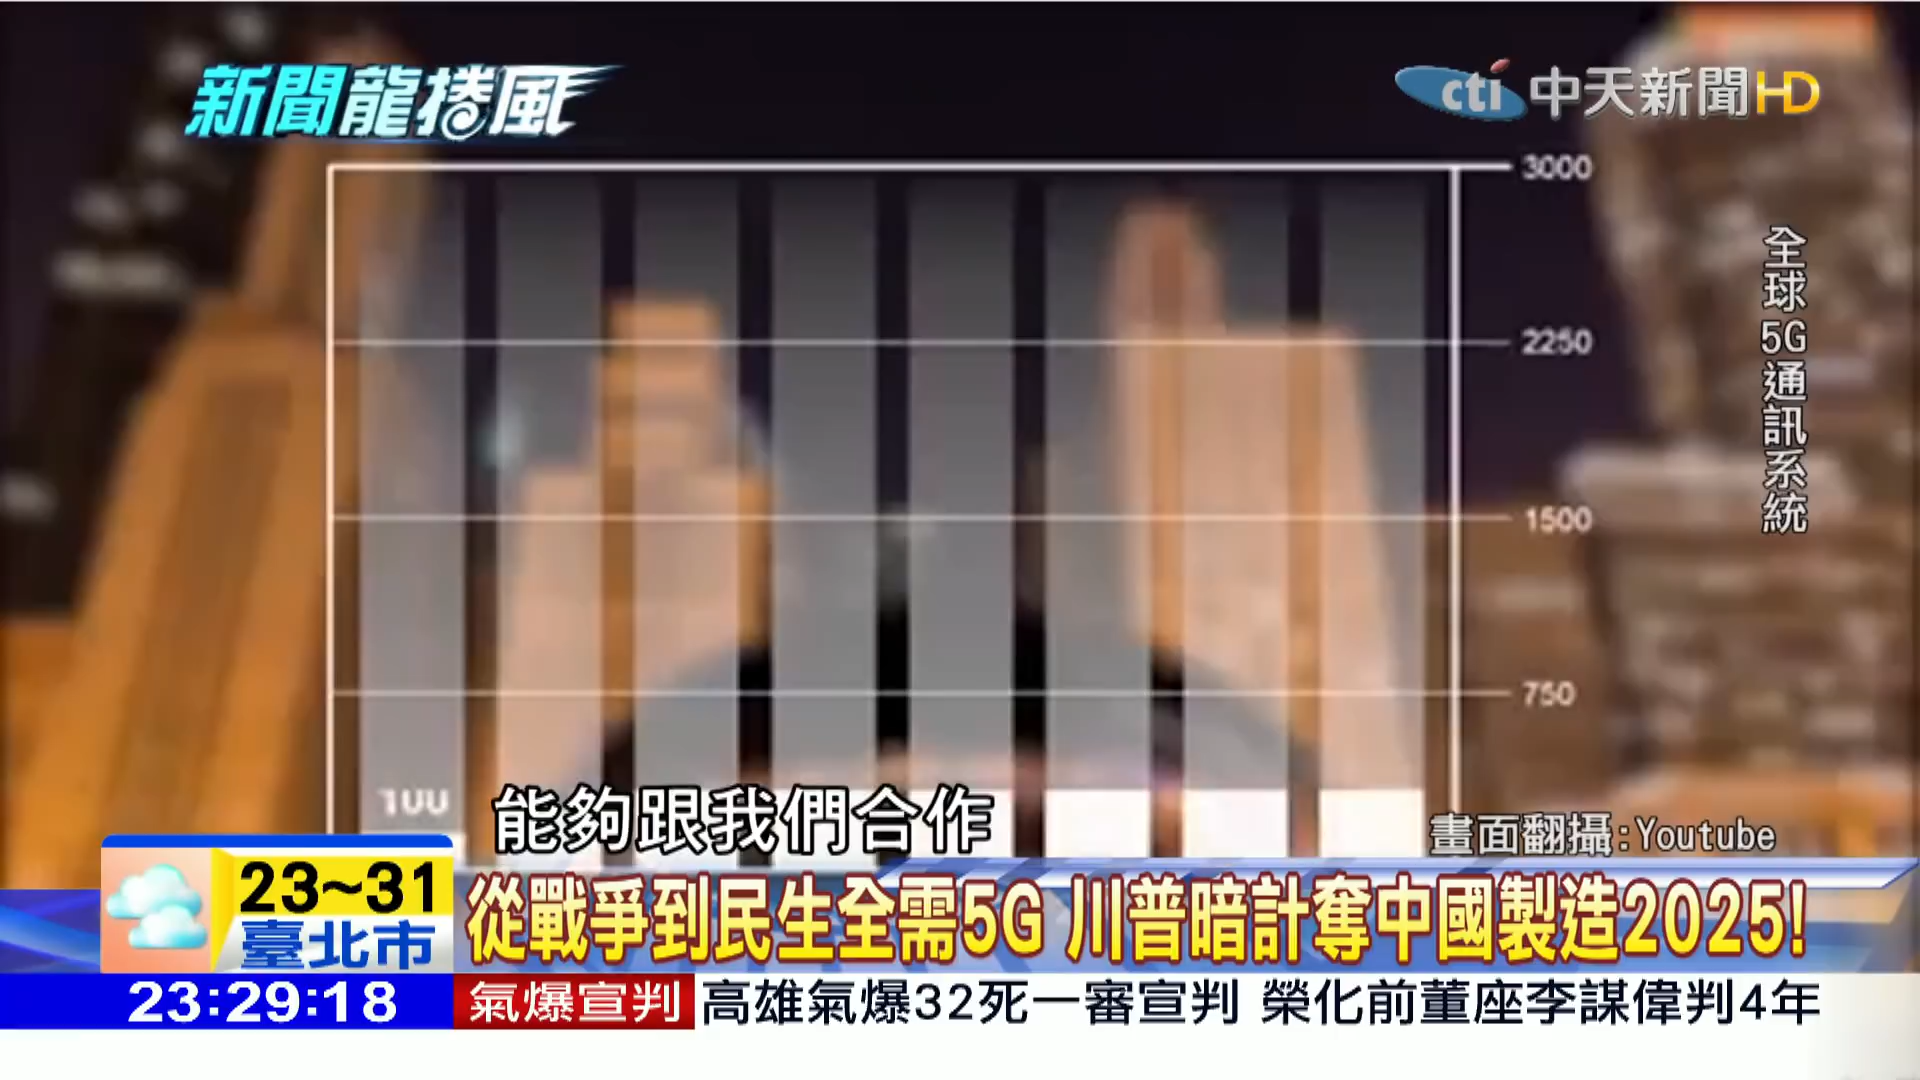 新聞龍捲風
cti 中天新聞HD
3000
2250
1500
750
100
全球5G通訊系統
能夠跟我們合作
畫面翻攝:Youtube
23~31
臺北市
從戰爭到民生全需5G 川普暗計奪中國製造2025!
23:29:18
氣爆宣判 高雄氣爆32死一審宣判 榮化前董座李謀偉判4年